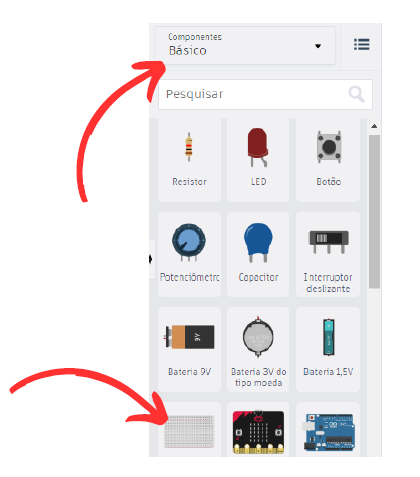 Componentes
Básico
Pesquisar
Resistor
LED
Botão
Potenciômetro
Capacitor
Interruptor
deslizante
9V
Bateria 9V
Bateria 3V do
tipo moeda
Bateria 1,5V